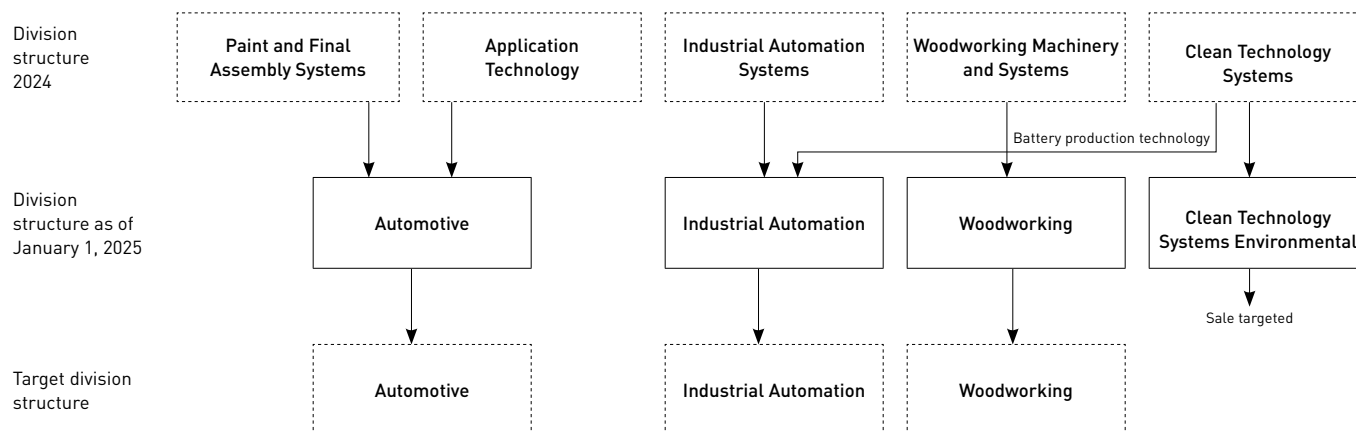 Division
structure
2024
Paint and Final
Assembly Systems
Application
Technology
Industrial Automation
Systems
Woodworking Machinery
and Systems
Clean Technology
Systems
Battery production technology
Division
structure as of
January 1, 2025
Automotive
Industrial Automation
Woodworking
Clean Technology
Systems Environmental
Sale targeted
Target division
structure
Automotive
Industrial Automation
Woodworking